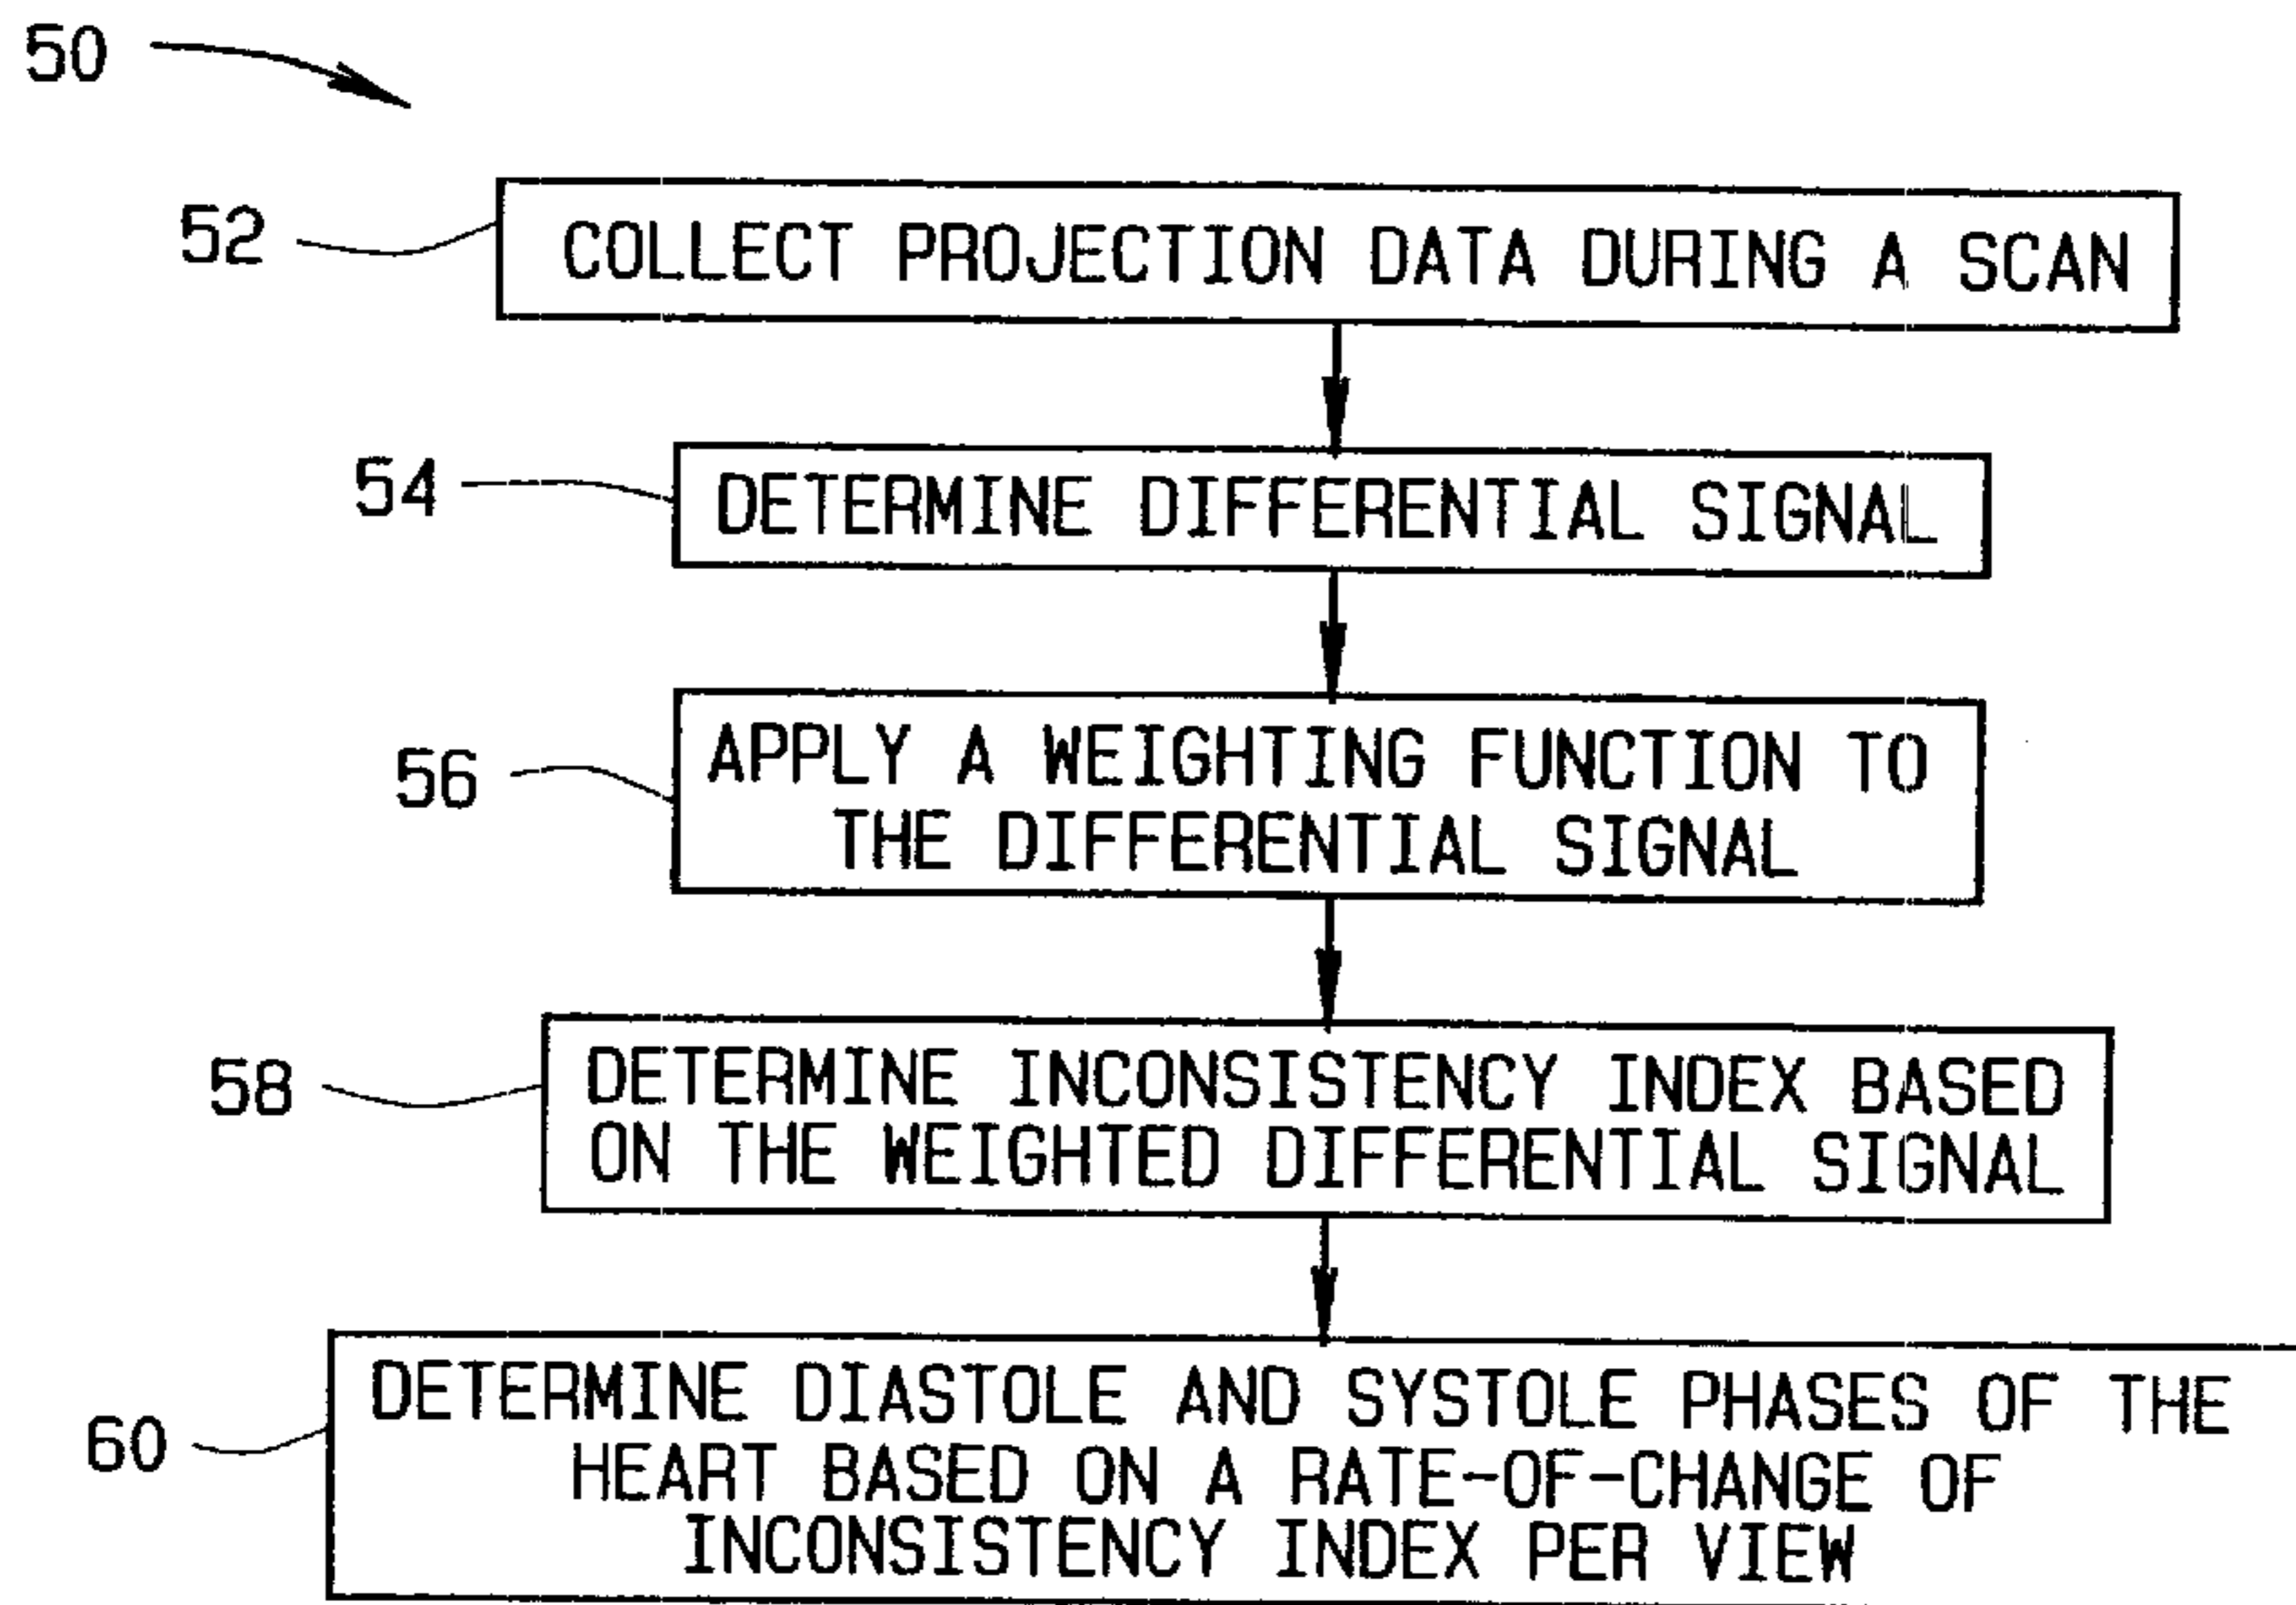 50
52
COLLECT PROJECTION DATA DURING A SCAN
54
DETERMINE DIFFERENTIAL SIGNAL
56
APPLY A WEIGHTING FUNCTION TO
THE DIFFERENTIAL SIGNAL
58
DETERMINE INCONSISTENCY INDEX BASED
ON THE WEIGHTED DIFFERENTIAL SIGNAL
60
DETERMINE DIASTOLE AND SYSTOLE PHASES OF THE
HEART BASED ON A RATE-OF-CHANGE OF
INCONSISTENCY INDEX PER VIEW